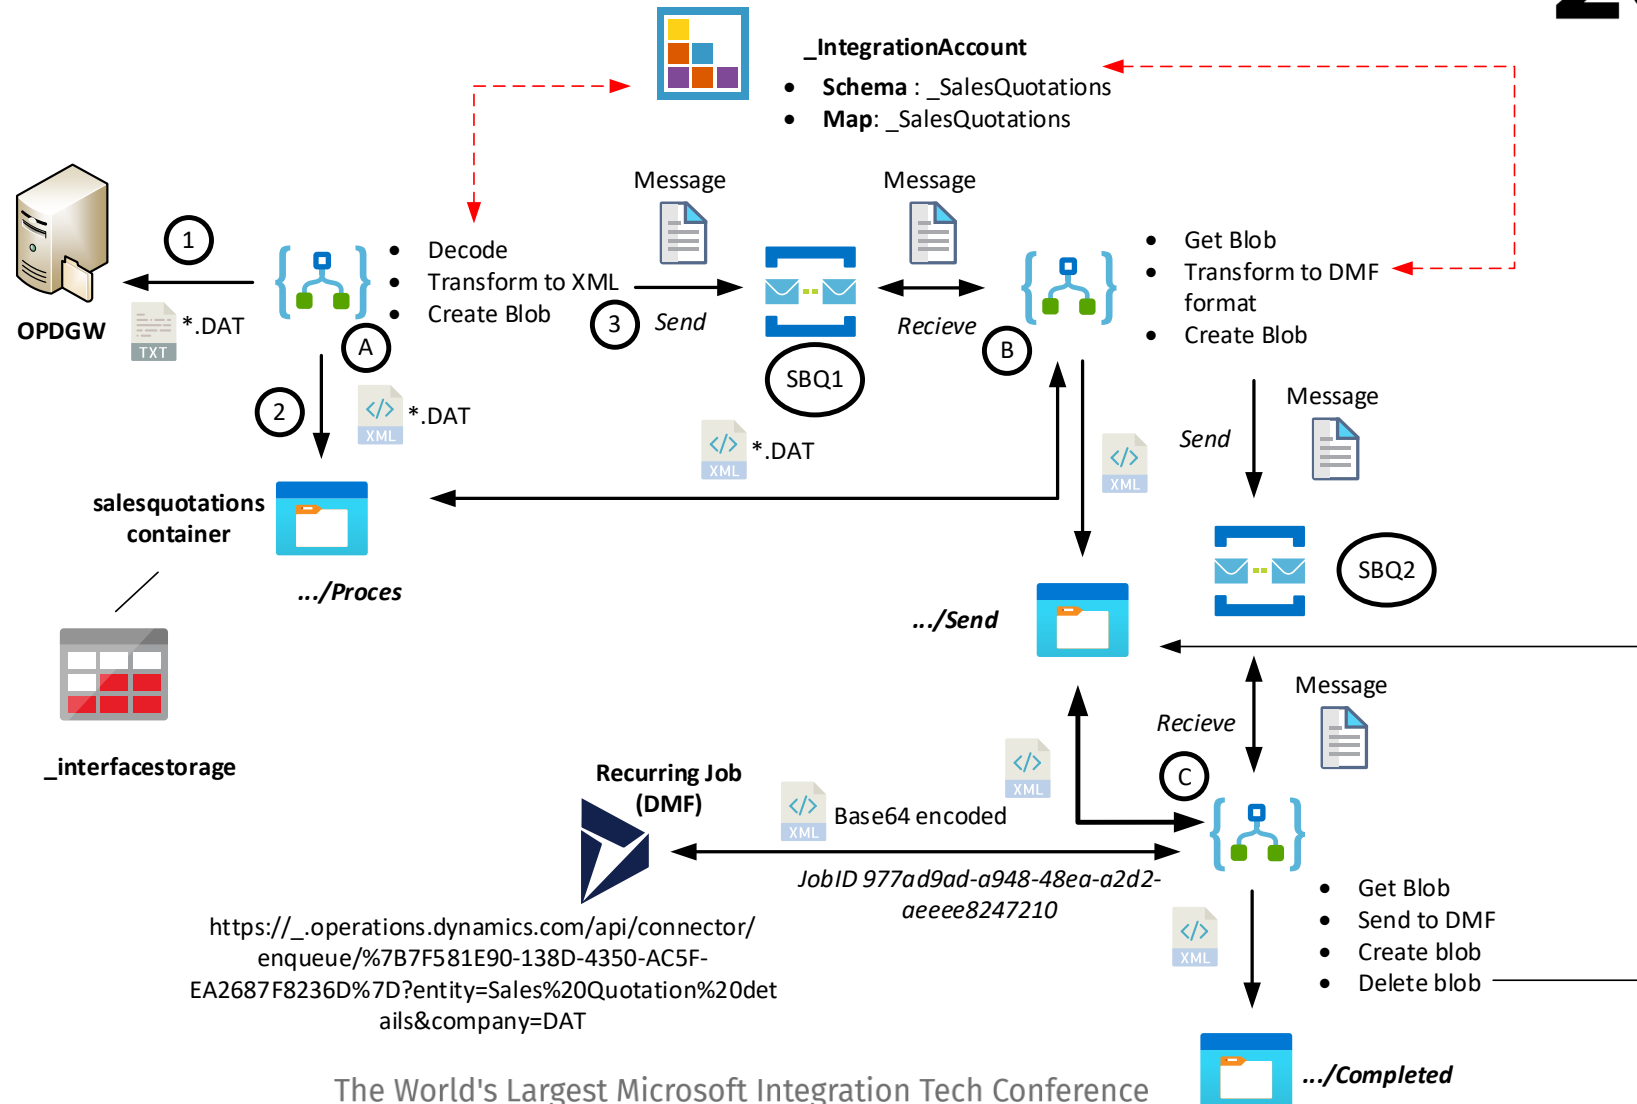 _IntegrationAccount
• Schema : _SalesQuotations
• Map: _SalesQuotations
Message
Message
1
• Decode
• Transform to XML
• Create Blob
• Get Blob
• Transform to DMF
format
• Create Blob
OPDGW
TXT
*.DAT
A
3
Send
Recieve
B
SBQ1
2
XML
*.DAT
XML
*.DAT
XML
Send
Message
salesquotations
container
.../Proces
SBQ2
.../Send
_interfacestorage
Recieve
Message
C
Recurring Job
(DMF)
XML
Base64 encoded
XML
JobID 977ad9ad-a948-48ea-a2d2-
aeeee8247210
https://_.operations.dynamics.com/api/connector/
enqueue/%7B7F581E90-138D-4350-AC5F-
EA2687F8236D%7D?entity=Sales%20Quotation%20det
ails&company=DAT
XML
• Get Blob
• Send to DMF
• Create blob
• Delete blob
.../Completed
The World's Largest Microsoft Integration Tech Conference